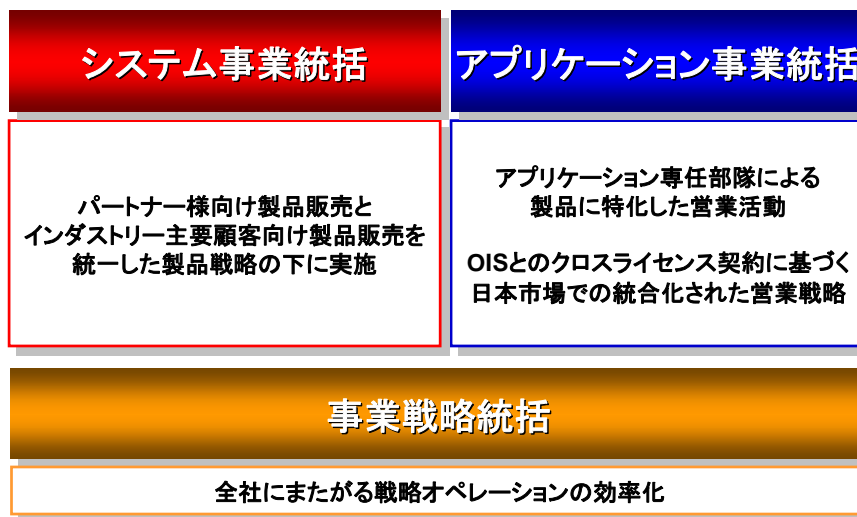 システム事業統括
アプリケーション事業統括
パートナー様向け製品販売と
インダストリー主要顧客向け製品販売を
統一した製品戦略の下に実施
アプリケーション専任部隊による
製品に特化した営業活動
OISとのクロスライセンス契約に基づく
日本市場での統合化された営業戦略
事業戦略統括
全社にまたがる戦略オペレーションの効率化